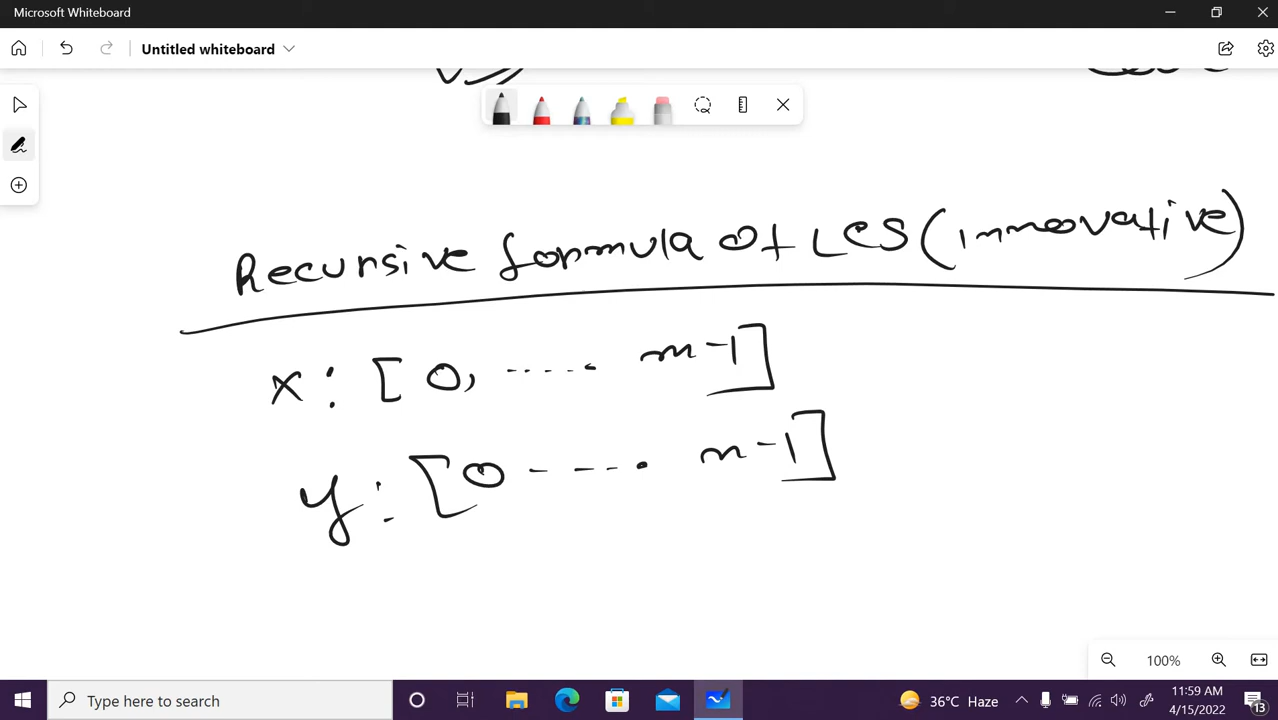 Microsoft Whiteboard
Untitled whiteboard
Recursive formula of LCS (innovative)
x: [ 0, ..... m-1]
y: [0 - - - - . n-1]
100%
Type here to search
36°C Haze
11:59 AM
4/15/2022
13